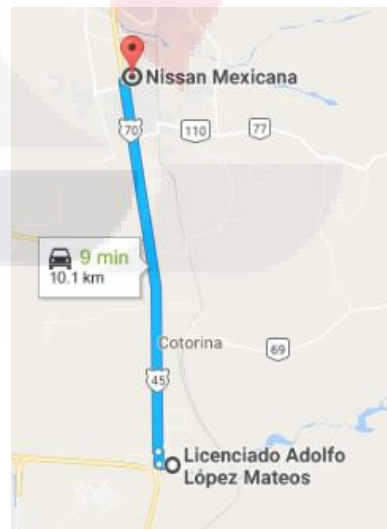 Nissan Mexicana
70
110
77
9 min
10.1 km
Cotorina
69
45
Licenciado Adolfo
López Mateos